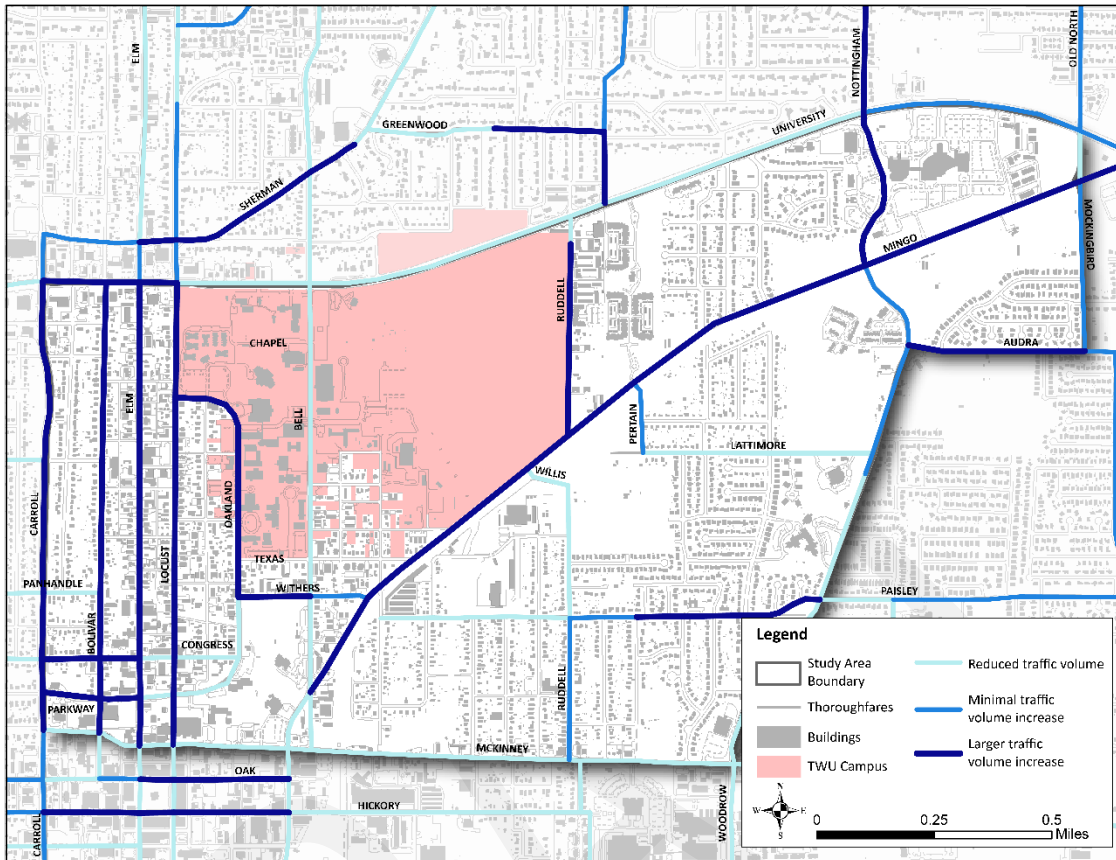 ELM
NOTTINGHAM
OLD NORTH
GREENWOOD
UNIVERSITY
SHERMAN
MINGO
MOCKINGBIRD
RUDDELL
CHAPEL
AUDRA
ELM
BELL
PERTAIN
LATTIMORE
WILLIS
CARROLL
OAKLAND
LOCUST
TEXAS
PANHANDLE
WITHERS
PAISLEY
BOLIVAR
CONGRESS
RUDDELL
PARKWAY
MCKINNEY
OAK
HICKORY
WOODROW
CARROLL
Legend
Study Area
Boundary
Thoroughfares
Buildings
TWU Campus
Reduced traffic volume
Minimal traffic
volume increase
Larger traffic
volume increase
N
W E
S
0 0.25 0.5
Miles